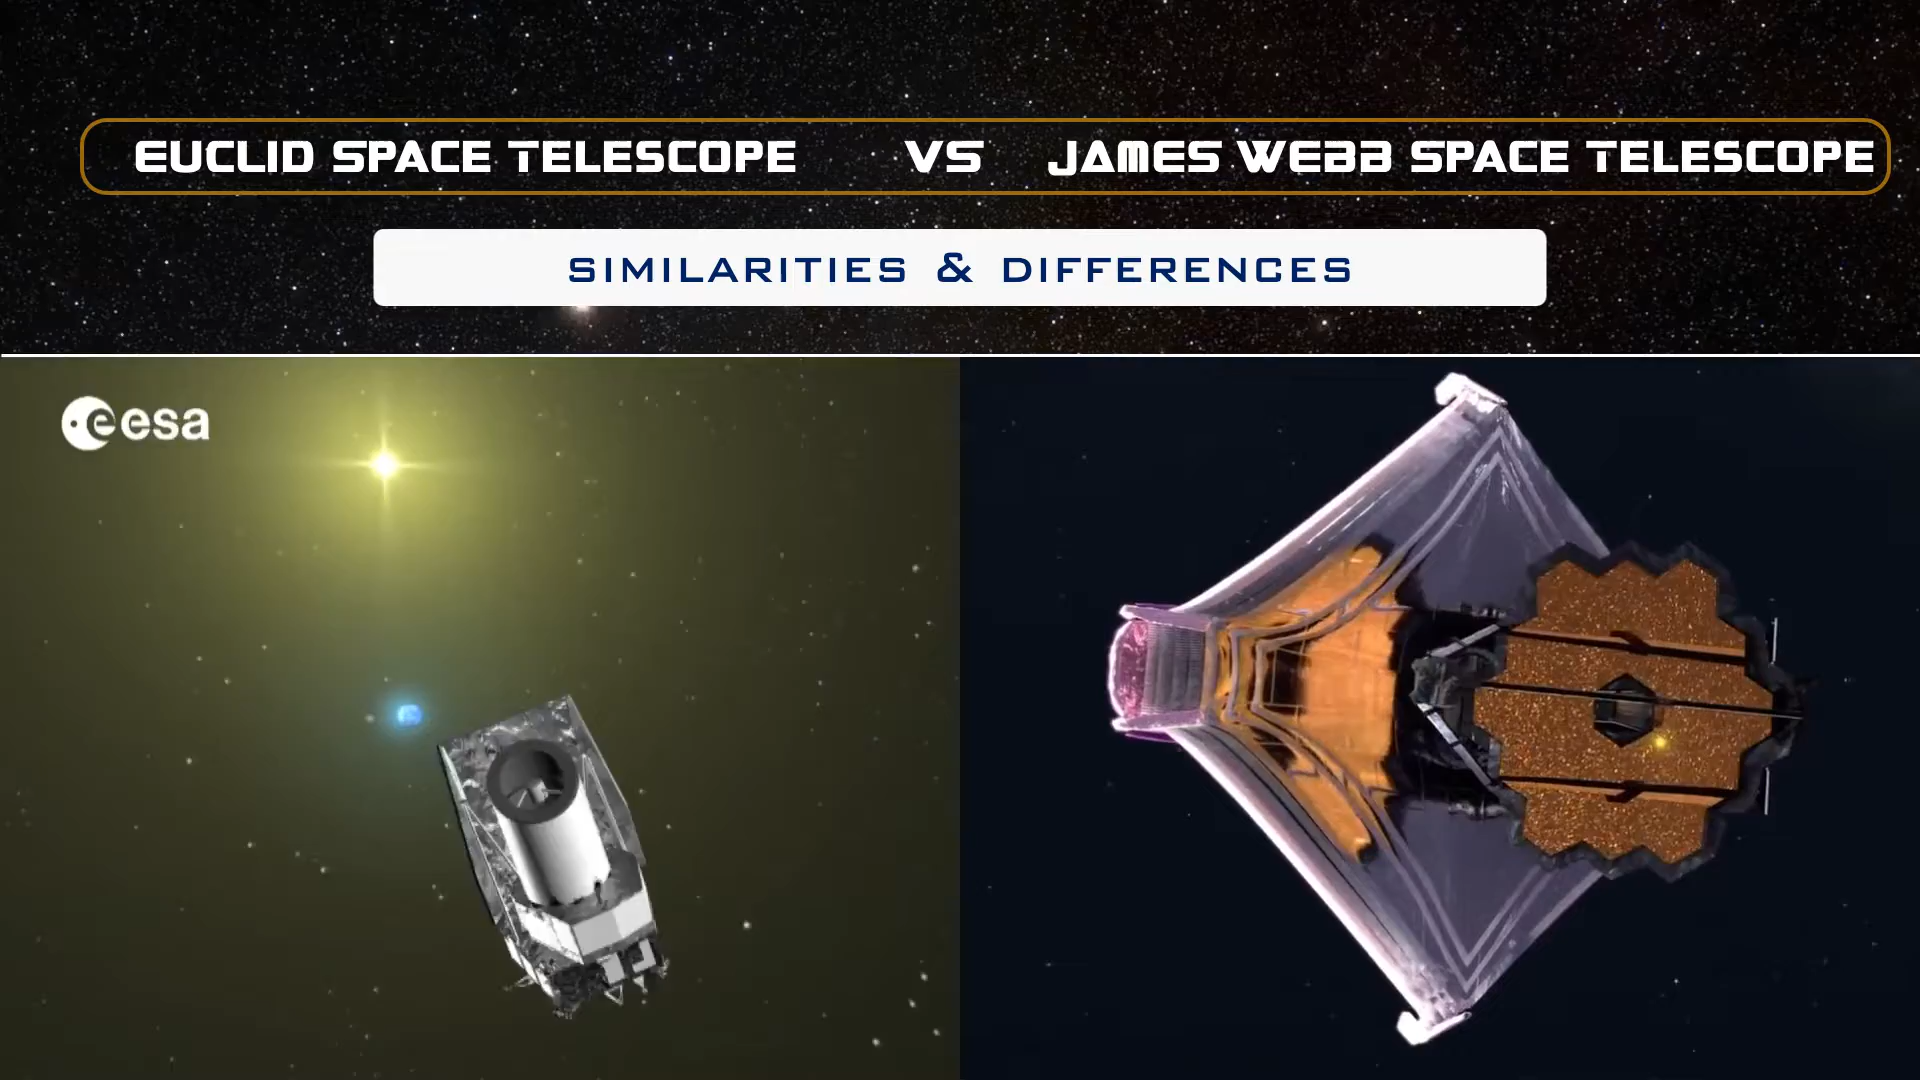 EUCLID SPACE TELESCOPE VS JAMES WEBB SPACE TELESCOPE
SIMILARITIES & DIFFERENCES
esa